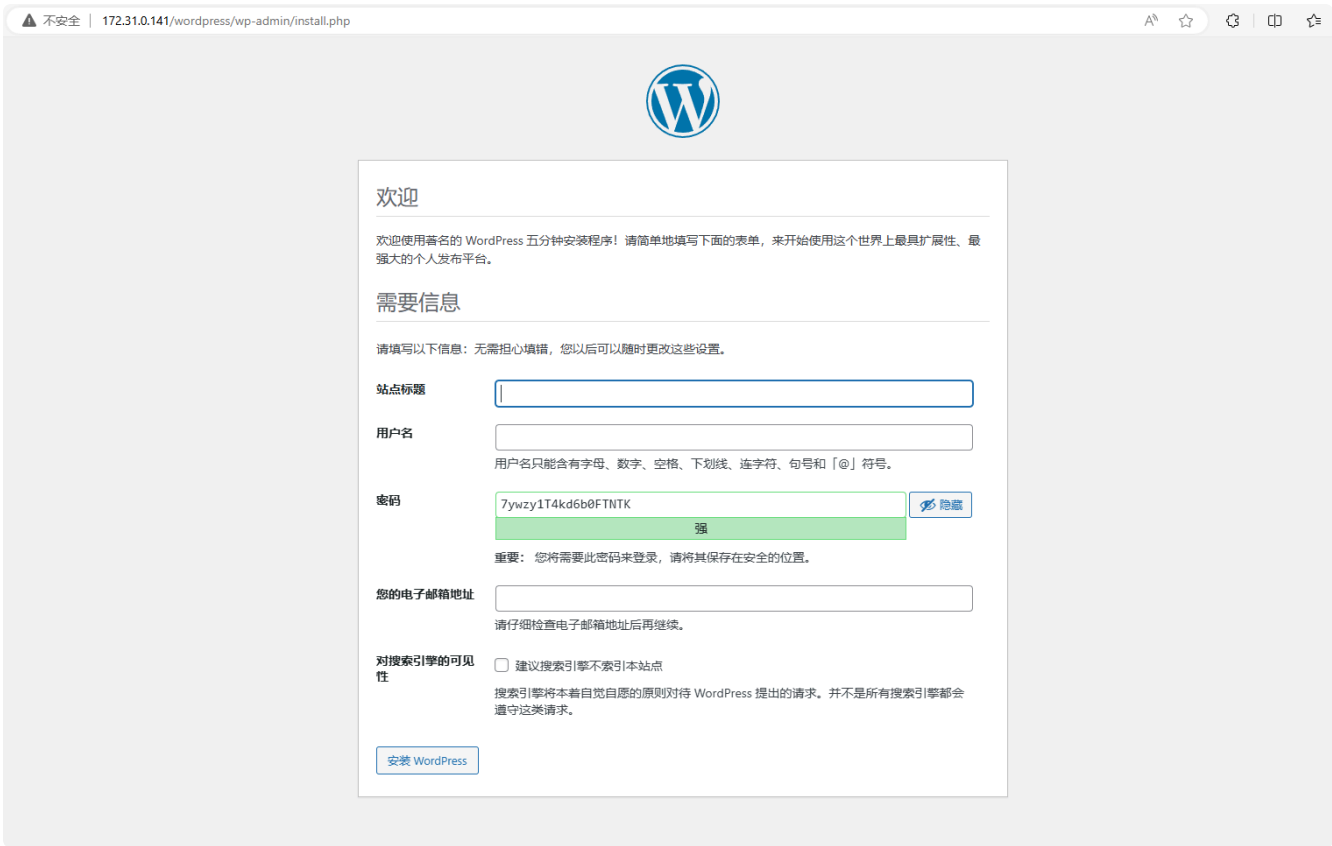 不安全 172.31.0.141/wordpress/wp-admin/install.php
欢迎
欢迎使用著名的 WordPress 五分钟安装程序！请简单地填写下面的表单，来开始使用这个世界上最具扩展性、最
强大的个人发布平台。
需要信息
请填写以下信息：无需担心填错，您以后可以随时更改这些设置。
站点标题
用户名
用户名只能含有字母、数字、空格、下划线、连字符、句号和「@」符号。
密码
7ywzy1T4kd6b0FTNTK
隐藏
强
重要： 您将需要此密码来登录，请将其保存在安全的位置。
您的电子邮箱地址
请仔细检查电子邮箱地址后再继续。
对搜索引擎的可见
性
建议搜索引擎不索引本站点
搜索引擎将本着自觉自愿的原则对待 WordPress 提出的请求。并不是所有搜索引擎都会
遵守这类请求。
安装 WordPress